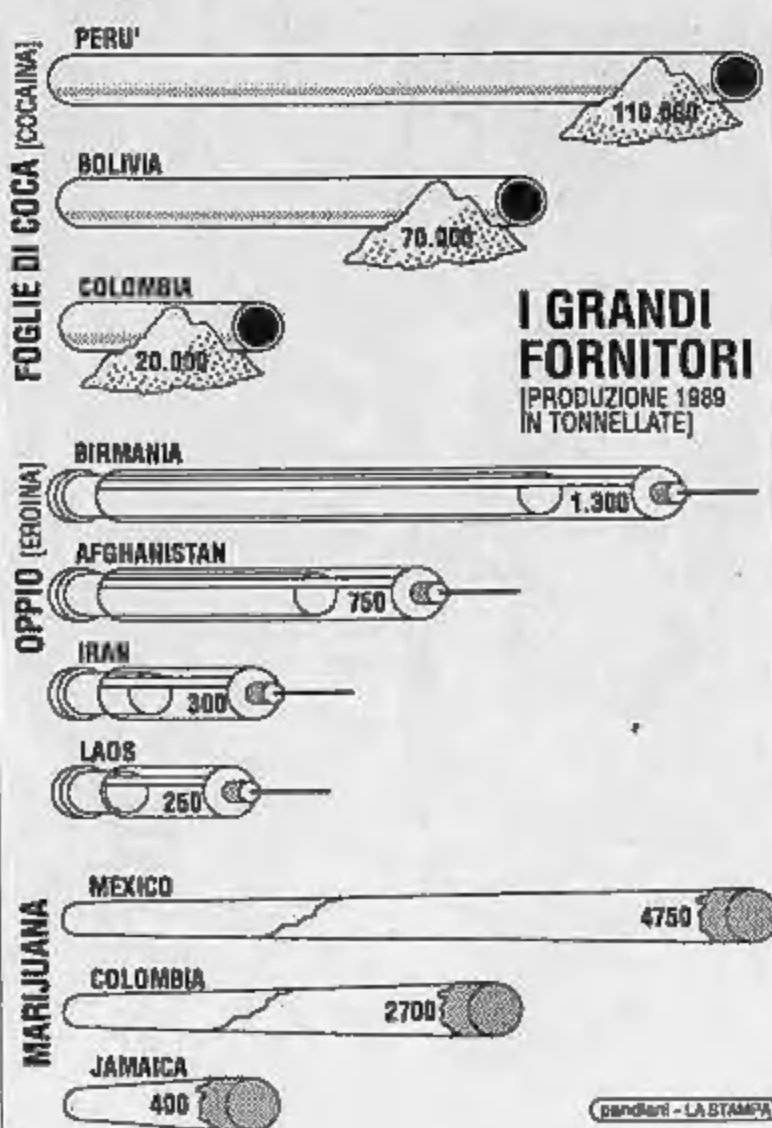 FOGLIE DI COCA [COCAINA]
PERU'
110.000
BOLIVIA
70.000
COLOMBIA
20.000
I GRANDI
FORNITORI
[PRODUZIONE 1989
IN TONNELLATE]
OPPIO [EROINA]
BIRMANIA
1.300
AFGHANISTAN
750
IRAN
300
LAOS
250
MARIJUANA
MEXICO
4750
COLOMBIA
2700
JAMAICA
400
- LA STAMPA